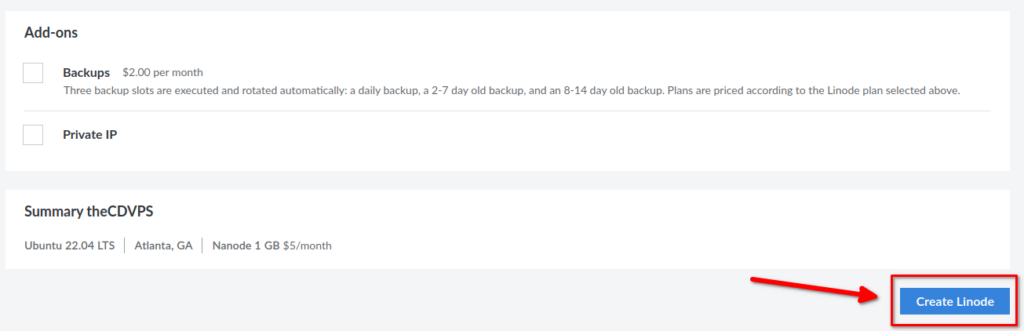 Add-ons
Backups $2.00 per month
Three backup slots are executed and rotated automatically: a daily backup, a 2-7 day old backup, and an 8-14 day old backup. Plans are priced according to the Linode plan selected above.
Private IP
Summary theCDVPS
Ubuntu 22.04 LTS Atlanta, GA Nanode 1 GB $5/month
Create Linode